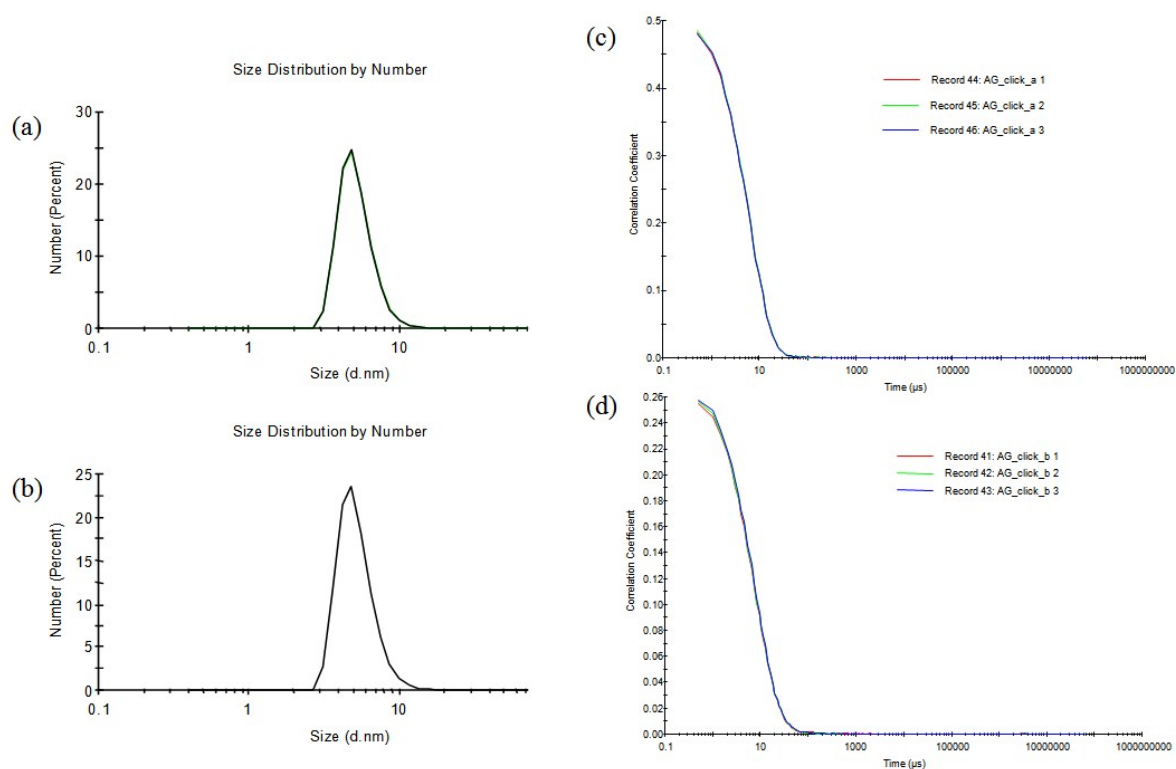 (a)
Size Distribution by Number
Number (Percent)
30
20
10
0
0.1 1 10
Size (d.nm)
(b)
Size Distribution by Number
Number (Percent)
25
20
15
10
5
0
0.1 1 10
Size (d.nm)
(c)
Correlation Coefficient
0.5
0.4
0.3
0.2
0.1
0.0
0.1 10 1000 100000 10000000 1000000000
Time (µs)
Record 44: AG_click_a 1
Record 45: AG_click_a 2
Record 46: AG_click_a 3
(d)
Correlation Coefficient
0.26
0.24
0.22
0.20
0.18
0.16
0.14
0.12
0.10
0.08
0.06
0.04
0.02
0.00
0.1 10 1000 100000 10000000 1000000000
Time (µs)
Record 41: AG_click_b 1
Record 42: AG_click_b 2
Record 43: AG_click_b 3